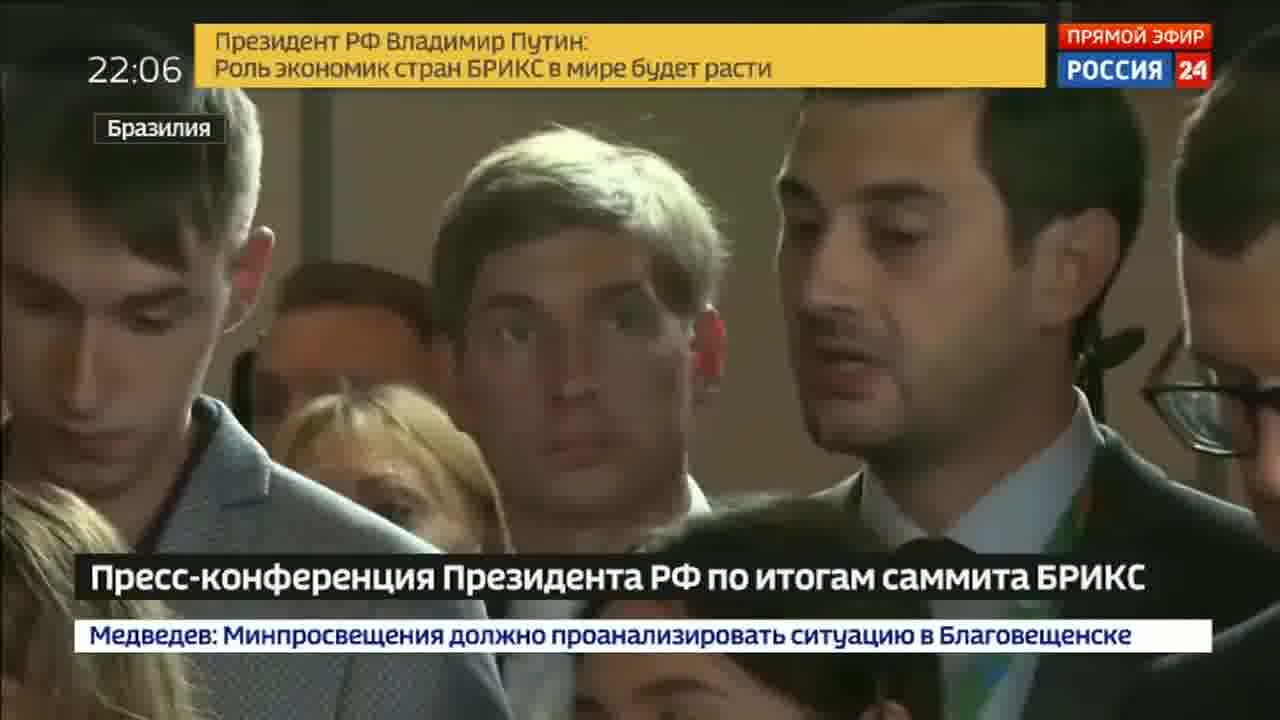 22:06
Президент РФ Владимир Путин:
Роль экономик стран БРИКС в мире будет расти
ПРЯМОЙ ЭФИР
РОССИЯ 24
Бразилия
Пресс-конференция Президента РФ по итогам саммита БРИКС
Медведев: Минпросвещения должно проанализировать ситуацию в Благовещенске